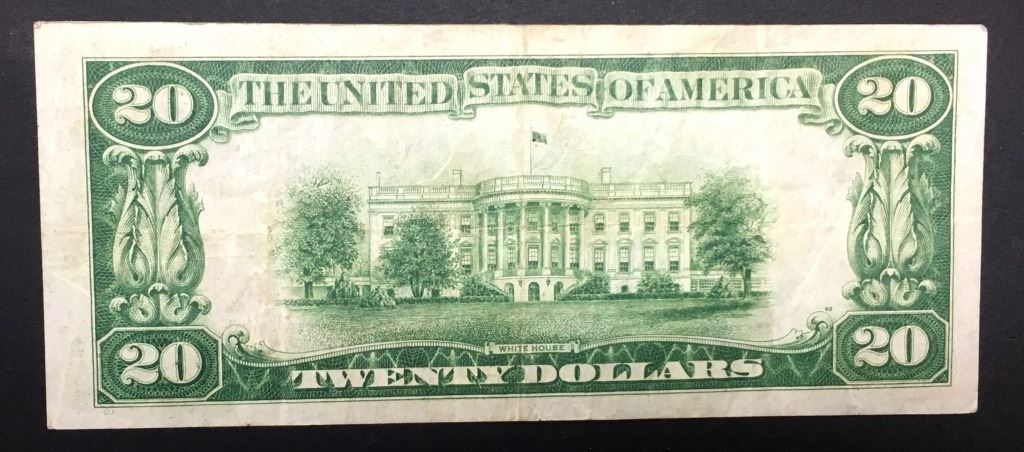 20 THE UNITED STATES OF AMERICA 20
WHITE HOUSE
20 TWENTY DOLLARS 20